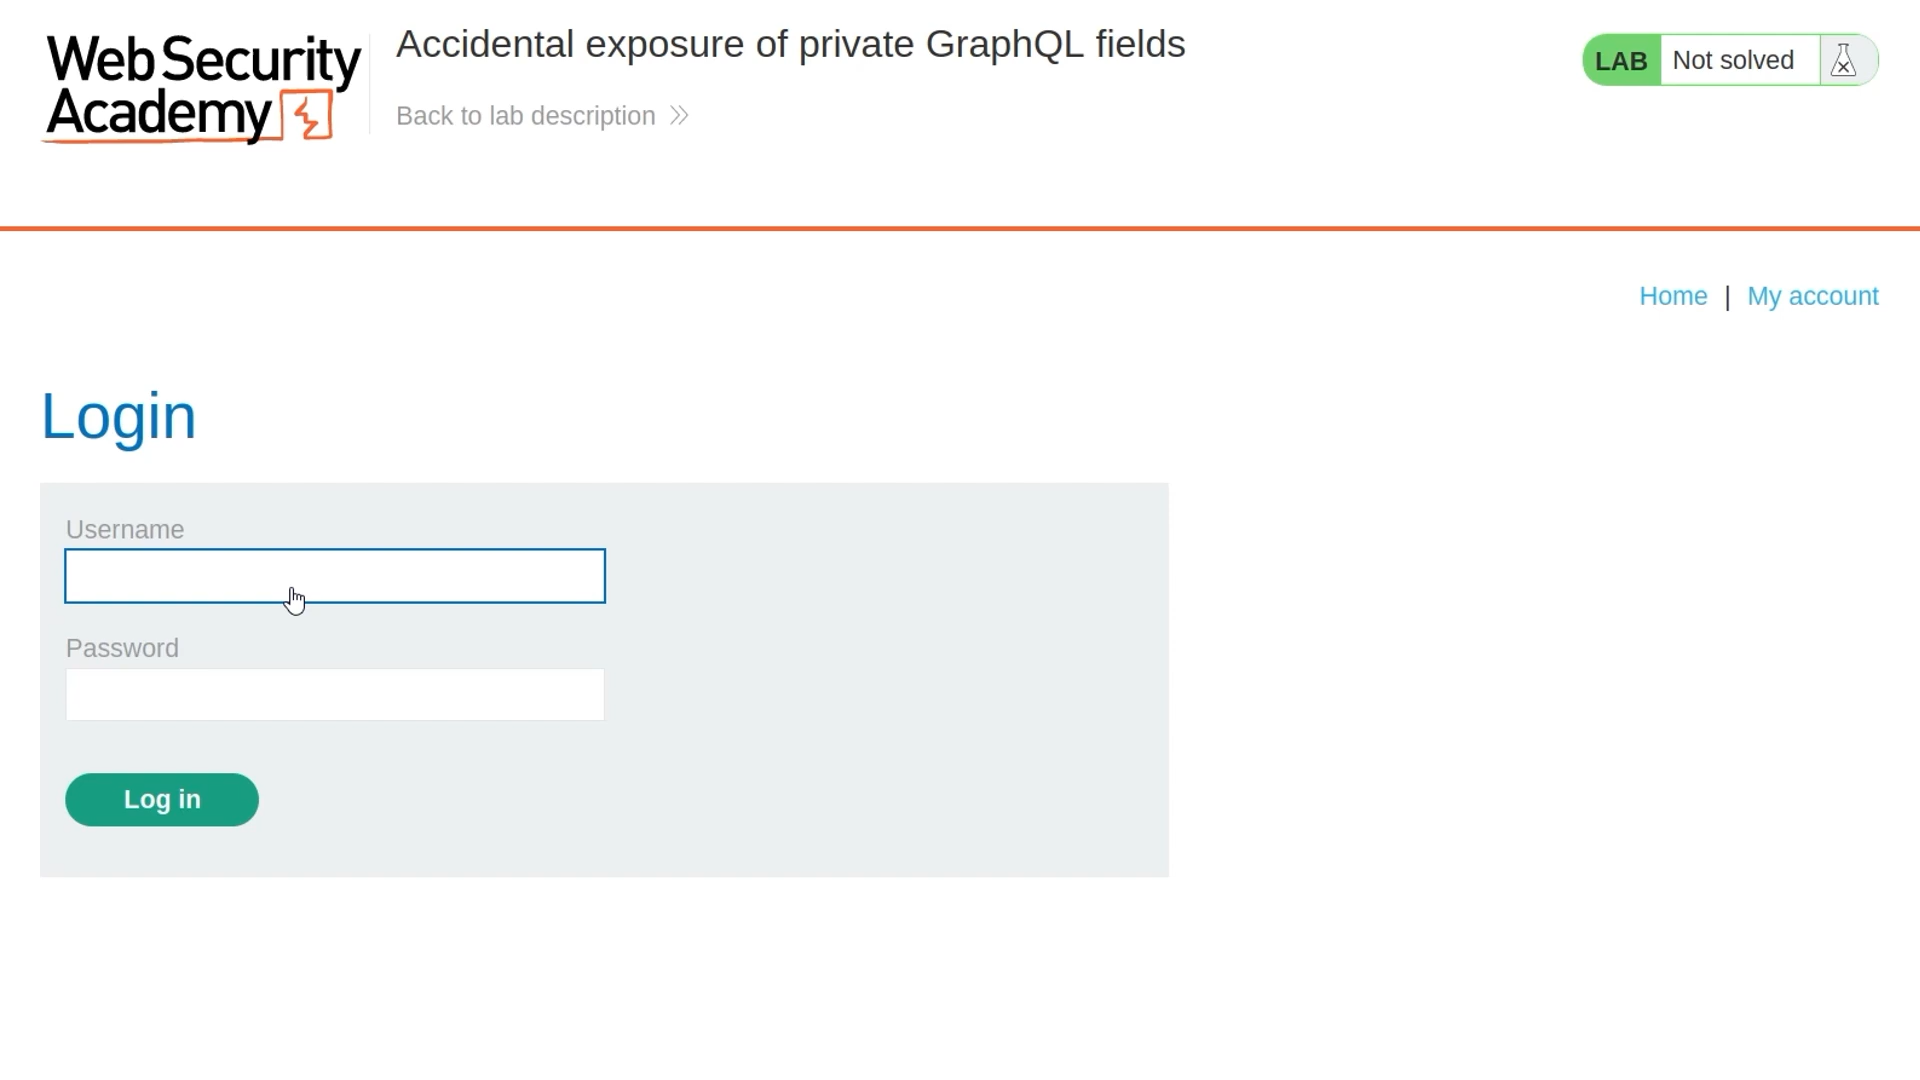 Web Security
Academy
Accidental exposure of private GraphQL fields
Back to lab description
LAB Not solved
Home | My account
Login
Username
Password
Log in